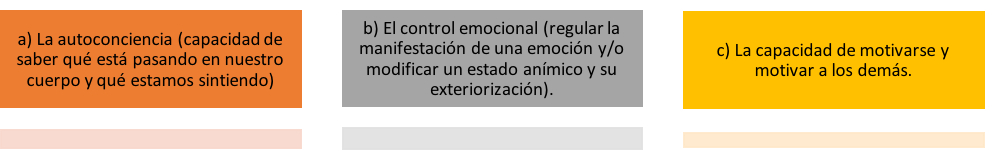 a) La autoconciencia (capacidad de
saber qué está pasando en nuestro
cuerpo y qué estamos sintiendo)
b) El control emocional (regular la
manifestación de una emoción y/o
modificar un estado anímico y su
exteriorización).
c) La capacidad de motivarse y
motivar a los demás.